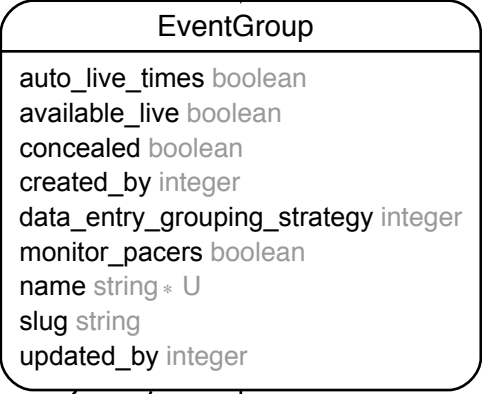 EventGroup
auto_live_times boolean
available_live boolean
concealed boolean
created_by integer
data_entry_grouping_strategy integer
monitor_pacers boolean
name string * U
slug string
updated_by integer